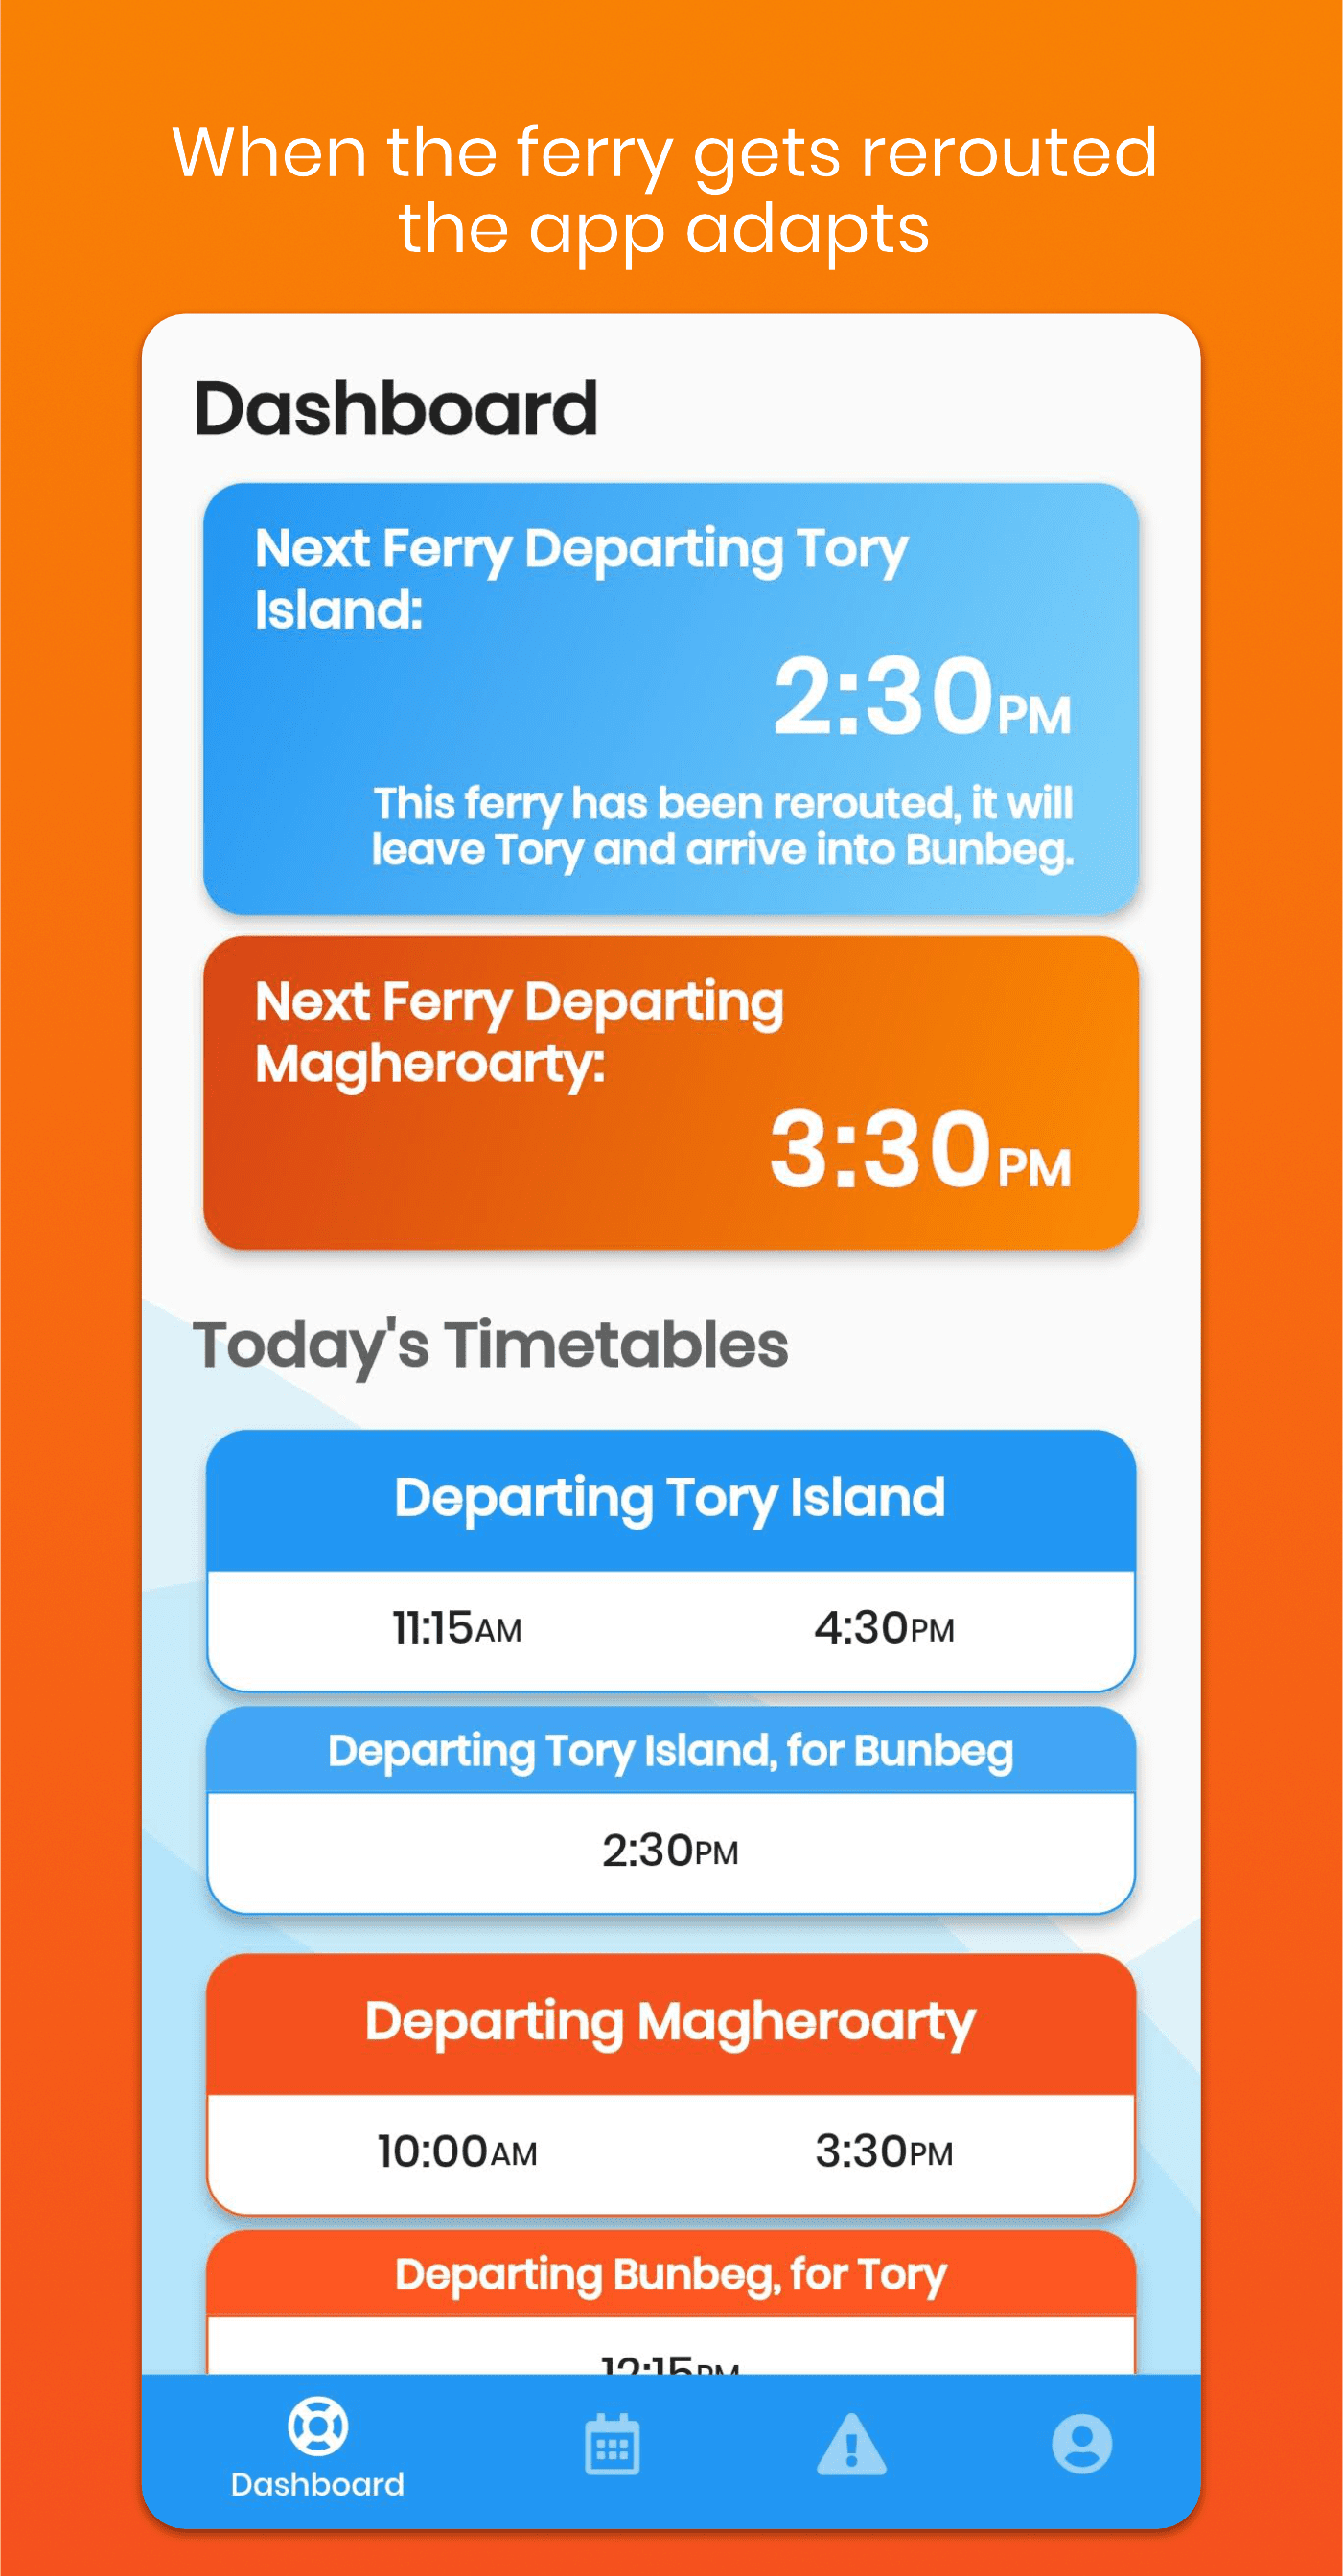 When the ferry gets rerouted
the app adapts
Dashboard
Next Ferry Departing Tory
Island:
2:30PM
This ferry has been rerouted, it will
leave Tory and arrive into Bunbeg.
Next Ferry Departing
Magheroarty:
3:30PM
Today's Timetables
Departing Tory Island
11:15AM 4:30PM
Departing Tory Island, for Bunbeg
2:30PM
Departing Magheroarty
10:00AM 3:30PM
Departing Bunbeg, for Tory
12:15PM
Dashboard